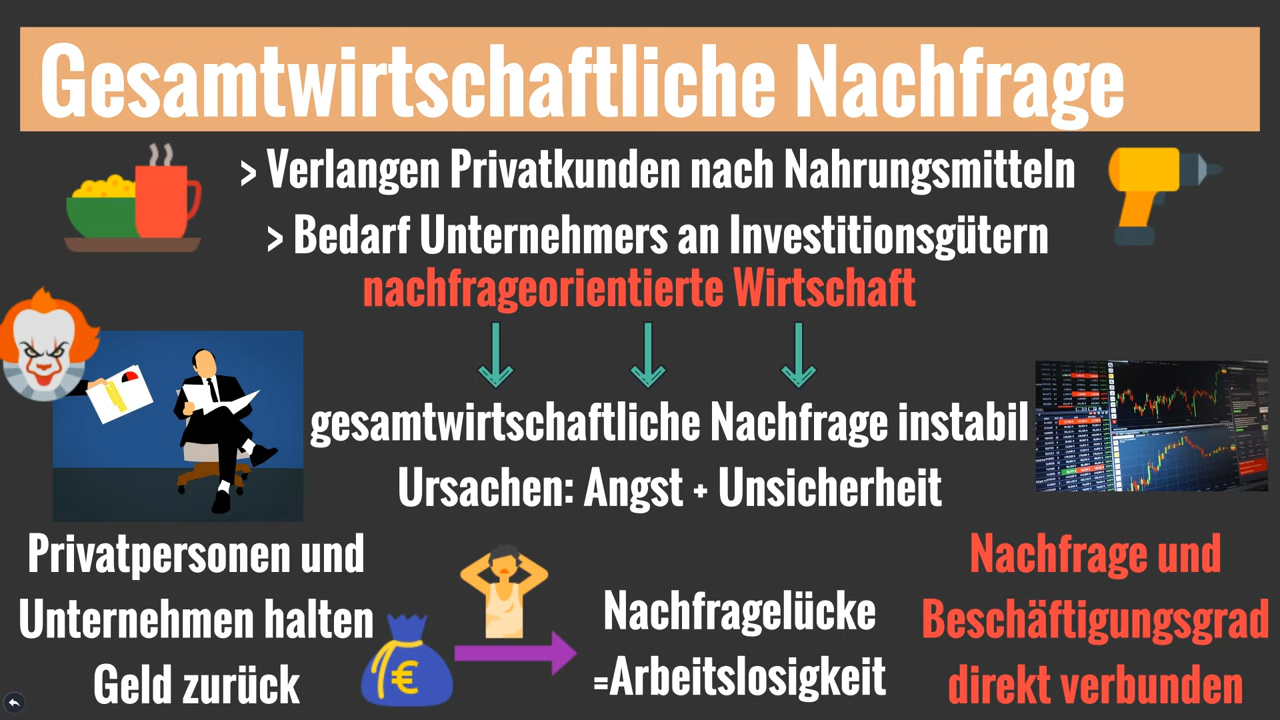 Gesamtwirtschaftliche Nachfrage
> Verlangen Privatkunden nach Nahrungsmitteln
> Bedarf Unternehmers an Investitionsgütern
nachfrageorientierte Wirtschaft
gesamtwirtschaftliche Nachfrage instabil
Ursachen: Angst + Unsicherheit
Privatpersonen und
Unternehmen halten
Geld zurück
€
Nachfragelücke
=Arbeitslosigkeit
Nachfrage und
Beschäftigungsgrad
direkt verbunden